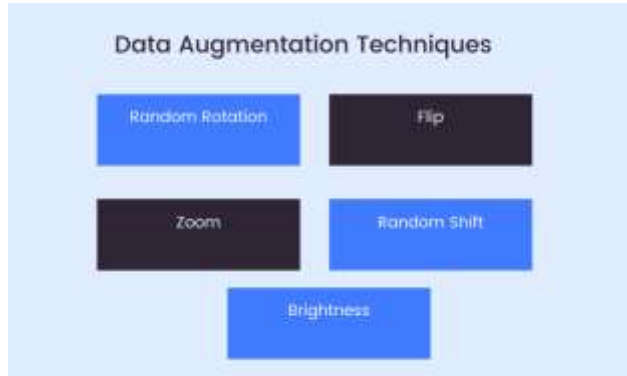 Data Augmentation Techniques
Random Rotation
Flip
Zoom
Random Shift
Brightness